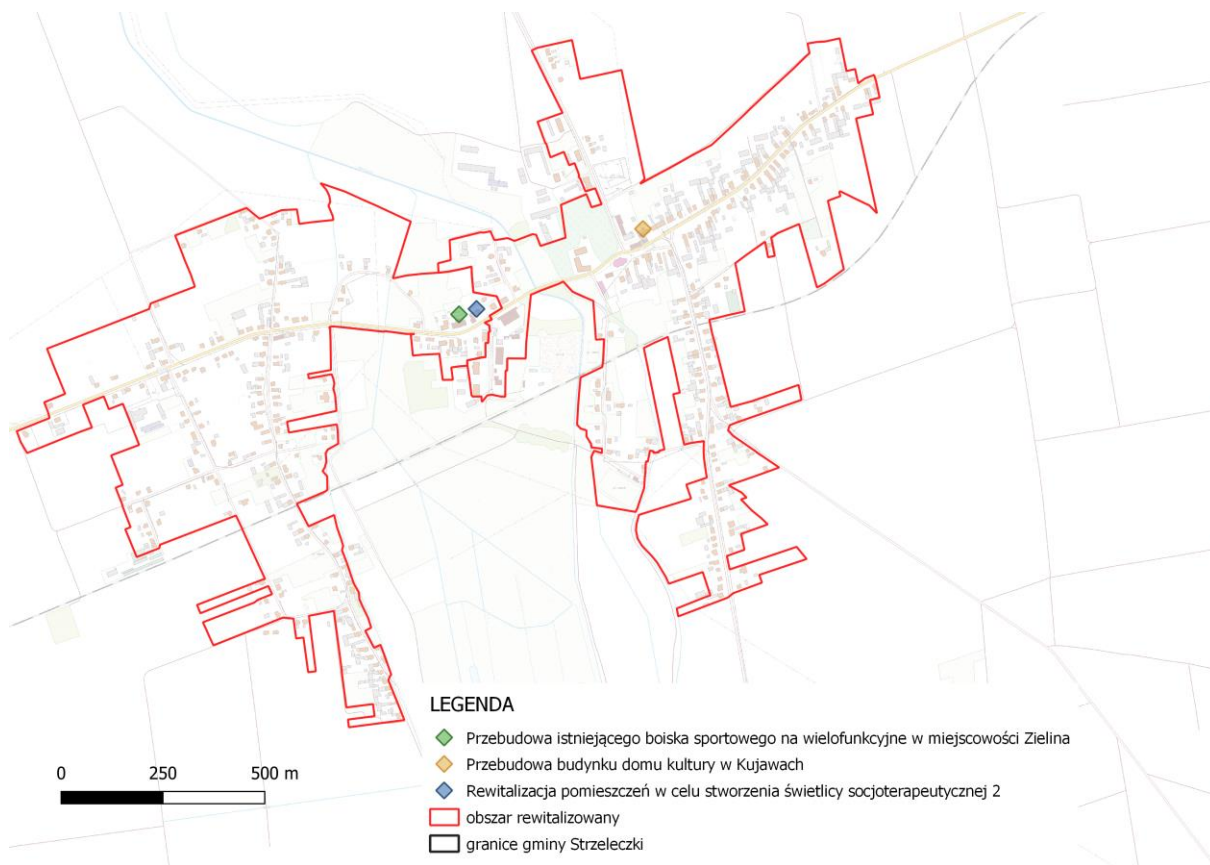 LEGENDA
Przebudowa istniejącego boiska sportowego na wielofunkcyjne w miejscowości Zielina
Przebudowa budynku domu kultury w Kujawach
Rewitalizacja pomieszczeń w celu stworzenia świetlicy socjoterapeutycznej 2
obszar rewitalizowany
granice gminy Strzeleczki
0 250 500 m